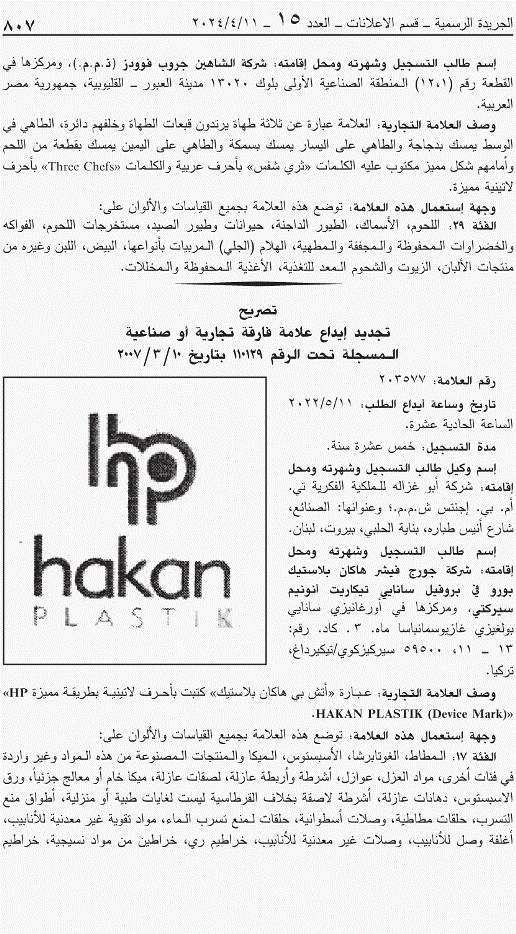 الجريدة الرسمية ــ قسم الاعلانات ــ العدد ١٥ ــ ٢٠٢٤/٤/١١
٨٠٧
إسم طالب التسجيل وشهرته ومحل إقامته: شركة الشاهين جروب فوودز (ذ.م.م.)، ومركزها في
القطعة رقم (١٢،١) المنطقة الصناعية الأولى بلوك ١٣٠٢٠ مدينة العبور ــ القليوبية، جمهورية مصر
العربية.
وصف العلامة التجارية: العلامة عبارة عن ثلاثة طهاة يرتدون قبعات الطهاة وخلفهم دائرة، الطاهي في
الوسط يمسك بدجاجة والطاهي على اليسار يمسك بسمكة والطاهي على اليمين يمسك بقطعة من اللحم
وأمامهم شكل مميز مكتوب عليه الكلمات «ثري شفس» بأحرف عربية والكلمات «Three Chefs» بأحرف
لاتينية مميزة.
وجهة إستعمال هذه العلامة: توضع هذه العلامة بجميع القياسات والألوان على:
الفئة ٢٩: اللحوم، الأسماك، الطيور الداجنة، حيوانات وطيور الصيد، مستخرجات اللحوم، الفواكه
والخضراوات المحفوظة والمجففة والمطهية، الهلام (الجلي) المربيات بأنواعها، البيض، اللبن وغيره من
منتجات الألبان، الزيوت والشحوم المعد للتغذية، الأغذية المحفوظة والمخللات.
تصريح
تجديد إيداع علامة فارقة تجارية أو صناعية
المسجلة تحت الرقم ١١٠١٢٩ بتاريخ ٢٠٠٧/٣/١٠
رقم العلامة: ٢٠٣٥٧٧
تاريخ وساعة أيداع الطلب: ٢٠٢٢/٥/١١
الساعة الحادية عشرة.
مدة التسجيل: خمس عشرة سنة.
إسم وكيل طالب التسجيل وشهرته ومحل
إقامته: شركة أبو غزاله للملكية الفكرية تي.
أم. بي. إجنتس ش.م.م.؛ وعنوانها: الصنائع،
شارع أنيس طباره، بناية الحلبي، بيروت، لبنان.
إسم طالب التسجيل وشهرته ومحل
إقامته: شركة جورج فيشر هاكان بلاستيك
بورو في بروفيل سانايي تيكاريت أنونيم
سيركتي، ومركزها في أورغانيزي سانايي
بولغيزي غازيوسمانباسا ماه. ٣. كاد. رقم:
١٣ ــ ١١، ٥٩٥٠٠ سيركيزكوي/تيكيرداغ،
تركيا.
hp
hakan
PLASTIK
وصف العلامة التجارية: عبارة «أتش بي هاكان بلاستيك» كتبت بأحرف لاتينية بطريقة مميزة HP»
«HAKAN PLASTIK (Device Mark).
وجهة إستعمال هذه العلامة: توضع هذه العلامة بجميع القياسات والألوان على:
الفئة ١٧: المطاط، الغوتابرشا، الأسبستوس، الميكا والمنتجات المصنوعة من هذه المواد وغير واردة
في فئات أخرى، مواد العزل، عوازل، أشرطة وأربطة عازلة، لصقات عازلة، ميكا خام أو معالج جزئياً، ورق
الاسبستوس، دهانات عازلة، أشرطة لاصقة بخلاف القرطاسية ليست لغايات طبية أو منزلية، أطواق منع
التسرب، حلقات مطاطية، وصلات أسطوانية، حلقات لمنع تسرب الماء، مواد تقوية غير معدنية للأنابيب،
أغلفة وصل للأنابيب، وصلات غير معدنية للأنابيب، خراطيم ري، خراطين من مواد نسيجية، خراطيم